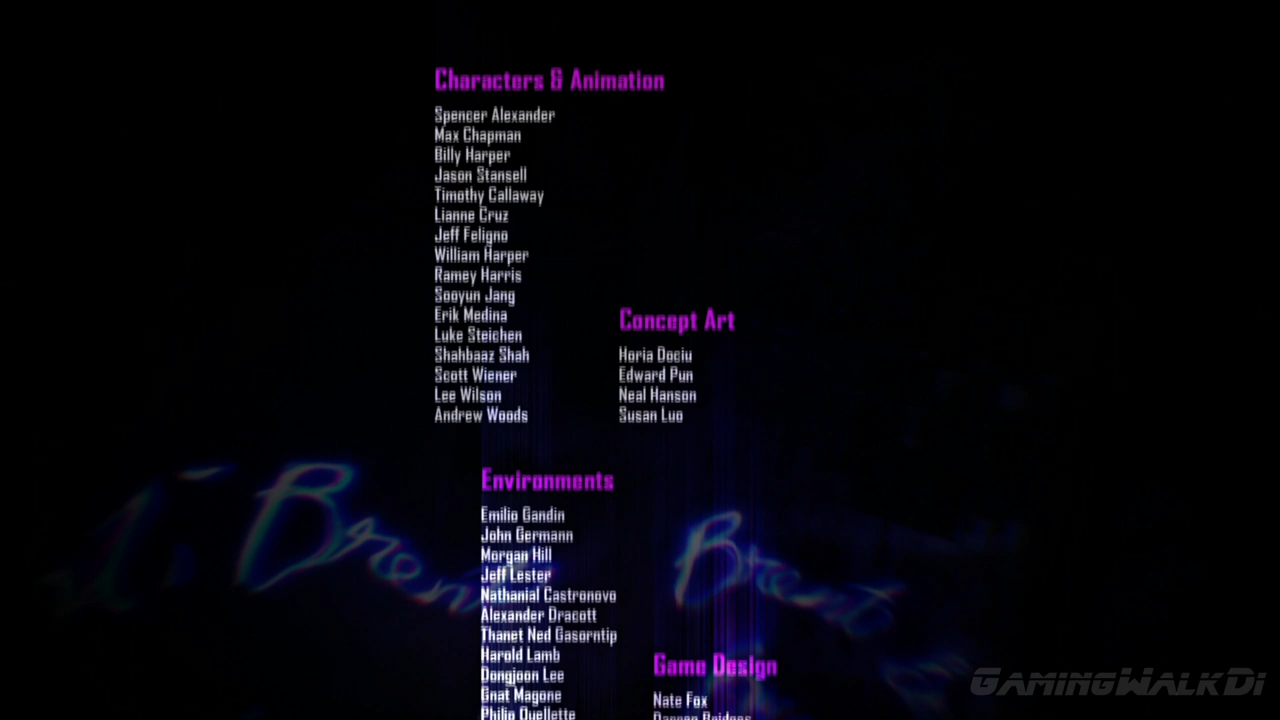 Characters & Animation
Spencer Alexander
Max Chapman
Billy Harper
Jason Stansell
Timothy Callaway
Lianne Cruz
Jeff Feligno
William Harper
Ramey Harris
Sooyun Jang
Erik Medina
Luke Steichen
Shahbaaz Shah
Scott Wiener
Lee Wilson
Andrew Woods
Concept Art
Horia Dociu
Edward Pun
Neal Hanson
Susan Luo
Environments
Emilio Gandin
John Germann
Morgan Hill
Jeff Lester
Nathanial Castronovo
Alexander Dracott
Thanet Ned Gasorntip
Harold Lamb
Dongjoon Lee
Gnat Magone
Philip Ouellette
Game Design
Nate Fox
Brent
Brent
GamingWalkDi